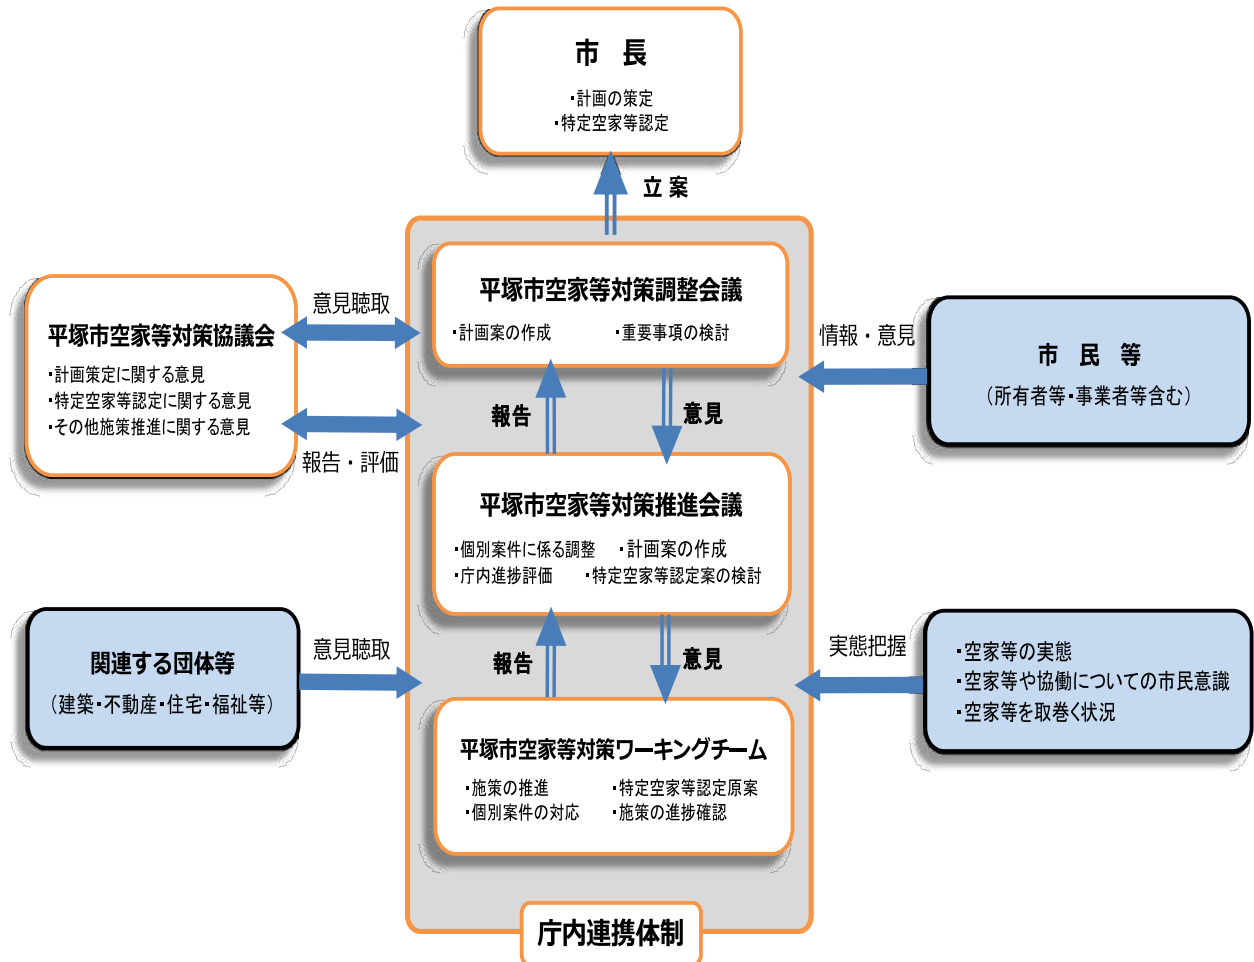 市　長
・計画の策定
・特定空家等認定
立 案
平塚市空家等対策調整会議
・計画案の作成　・重要事項の検討
意見聴取
平塚市空家等対策協議会
・計画策定に関する意見
・特定空家等認定に関する意見
・その他施策推進に関する意見
報告・評価
情報・意見
市　民　等
（所有者等・事業者等含む）
報告
意見
平塚市空家等対策推進会議
・個別案件に係る調整　・計画案の作成
・庁内進捗評価　・特定空家等認定案の検討
関連する団体等
（建築・不動産・住宅・福祉等）
意見聴取
報告
意見
実態把握
・空家等の実態
・空家等や協働についての市民意識
・空家等を取巻く状況
平塚市空家等対策ワーキングチーム
・施策の推進　・特定空家等認定原案
・個別案件の対応　・施策の進捗確認
庁内連携体制